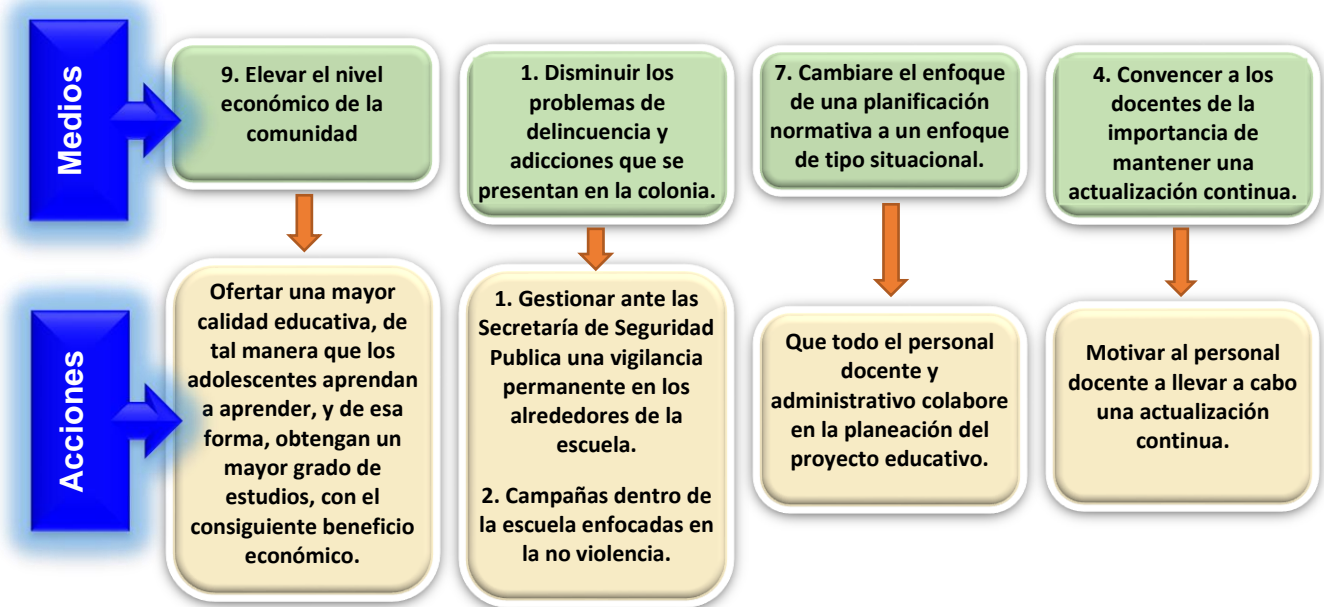 Medios
9. Elevar el nivel
económico de la
comunidad
1. Disminuir los
problemas de
delincuencia y
adicciones que se
presentan en la colonia.
7. Cambiare el enfoque
de una planificación
normativa a un enfoque
de tipo situacional.
4. Convencer a los
docentes de la
importancia de
mantener una
actualización continua.
Acciones
Ofertar una mayor
calidad educativa, de
tal manera que los
adolescentes aprendan
a aprender, y de esa
forma, obtengan un
mayor grado de
estudios, con el
consiguiente beneficio
económico.
1. Gestionar ante las
Secretaría de Seguridad
Publica una vigilancia
permanente en los
alrededores de la
escuela.
2. Campañas dentro de
la escuela enfocadas en
la no violencia.
Que todo el personal
docente y
administrativo colabore
en la planeación del
proyecto educativo.
Motivar al personal
docente a llevar a cabo
una actualización
continua.